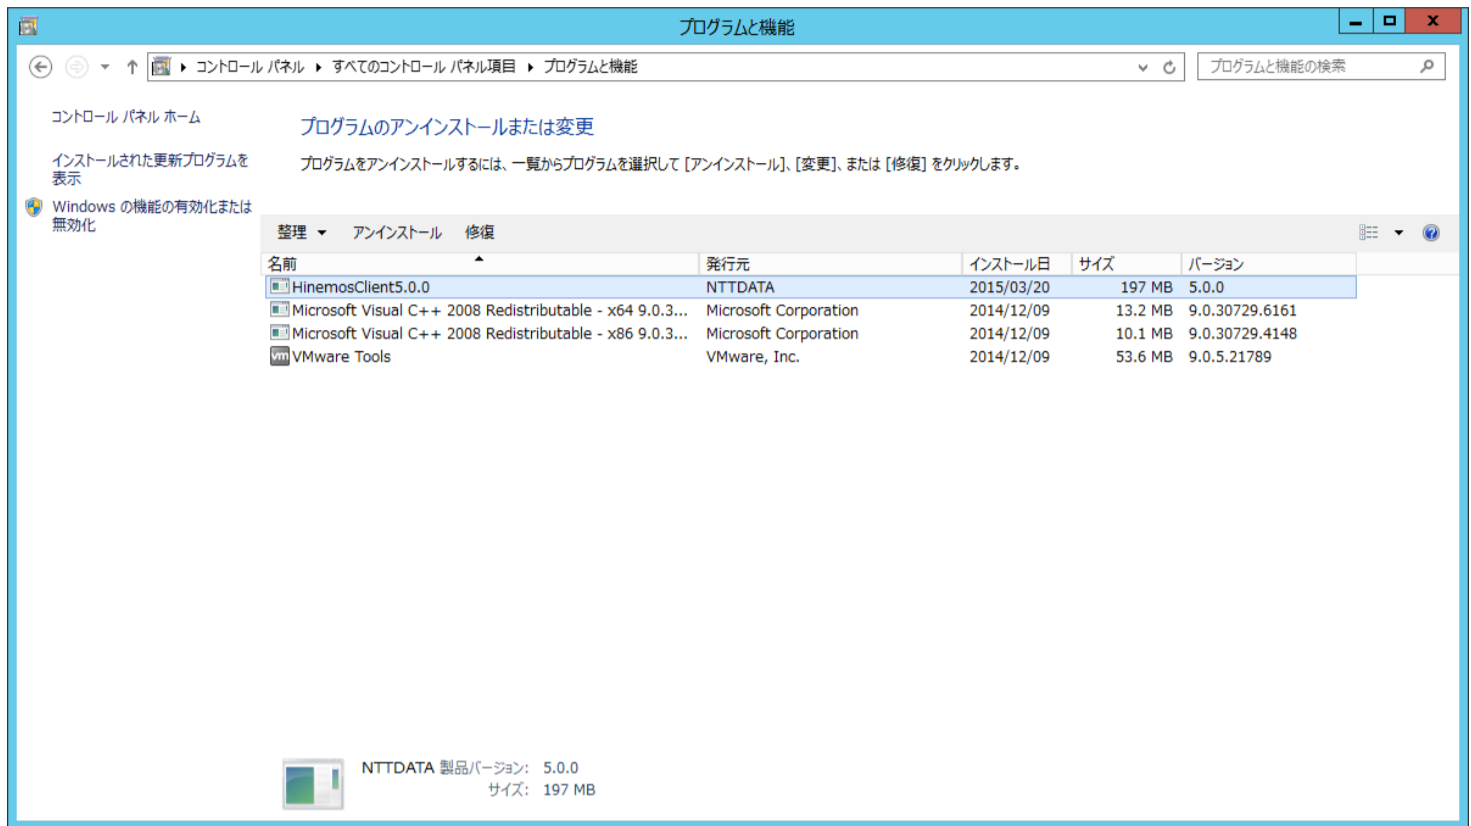 プログラムと機能
コントロール パネル ▸ すべてのコントロール パネル項目 ▸ プログラムと機能
プログラムと機能の検索
コントロール パネル ホーム
インストールされた更新プログラムを
表示
Windows の機能の有効化または
無効化
プログラムのアンインストールまたは変更
プログラムをアンインストールするには、一覧からプログラムを選択して [アンインストール]、[変更]、または [修復] をクリックします。
整理 アンインストール 修復
名前 発行元 インストール日 サイズ バージョン
HinemosClient5.0.0 NTTDATA 2015/03/20 197 MB 5.0.0
Microsoft Visual C++ 2008 Redistributable - x64 9.0.3... Microsoft Corporation 2014/12/09 13.2 MB 9.0.30729.6161
Microsoft Visual C++ 2008 Redistributable - x86 9.0.3... Microsoft Corporation 2014/12/09 10.1 MB 9.0.30729.4148
vm VMware Tools VMware, Inc. 2014/12/09 53.6 MB 9.0.5.21789
NTTDATA 製品バージョン: 5.0.0
サイズ: 197 MB